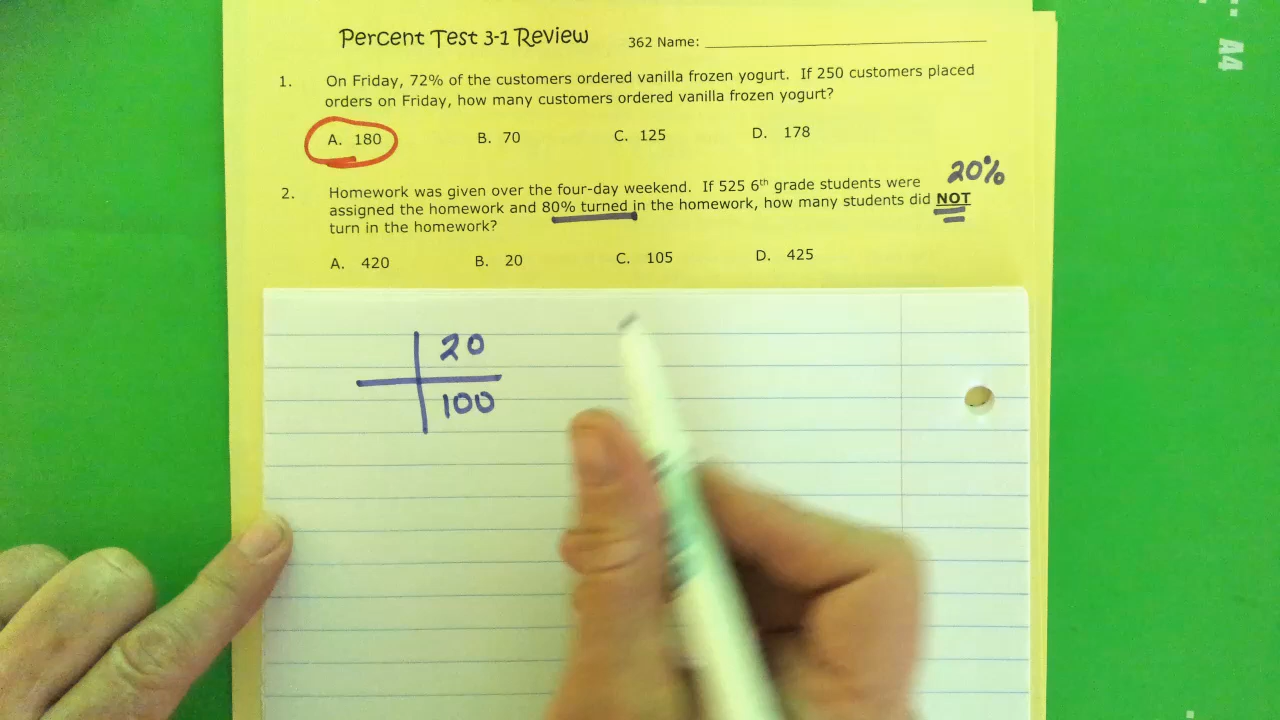 Percent Test 3-1 Review 362 Name: ____________________
1. On Friday, 72% of the customers ordered vanilla frozen yogurt. If 250 customers placed
orders on Friday, how many customers ordered vanilla frozen yogurt?
A. 180 B. 70 C. 125 D. 178
20%
2. Homework was given over the four-day weekend. If 525 6th grade students were
assigned the homework and 80% turned in the homework, how many students did NOT
turn in the homework?
A. 420 B. 20 C. 105 D. 425
20
100
A4